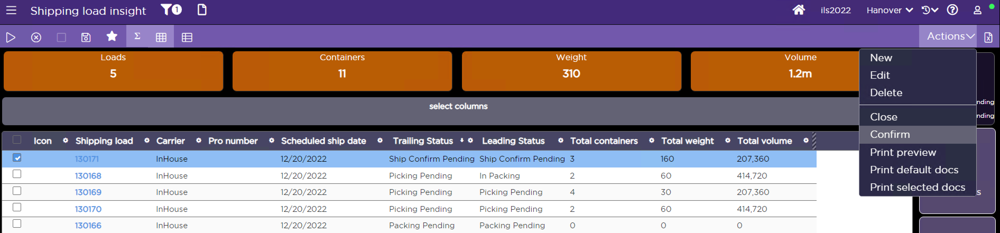 Shipping load insight 1 ils2022 Hanover
Σ Actions
Loads Containers Weight Volume
5 11 310 1.2m
New
Edit
Delete
nding
Close
nding
select columns
Confirm
Icon Shipping load Carrier Pro number Scheduled ship date Trailing Status Leading Status Total containers Total weight Total volume
Print preview
130171 InHouse 12/20/2022 Ship Confirm Pending Ship Confirm Pending 3 160 207,360
Print default docs
130168 InHouse 12/20/2022 Picking Pending In Packing 2 60 414,720
Print selected docs
s
130169 InHouse 12/20/2022 Picking Pending Picking Pending 4 30 207,360
130170 InHouse 12/20/2022 Picking Pending Picking Pending 2 60 414,720
130166 InHouse 12/20/2022 Packing Pending Packing Pending 0 0 0